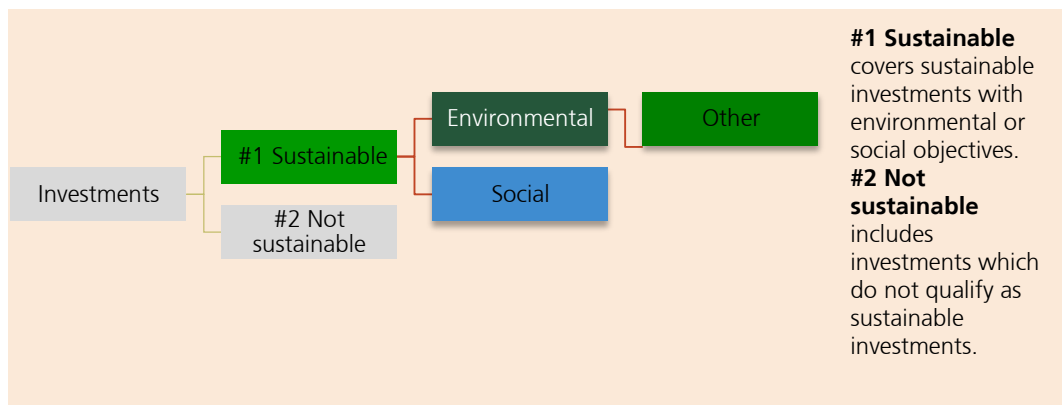 Investments
#1 Sustainable
#2 Not
sustainable
Environmental
Social
Other
#1 Sustainable
covers sustainable
investments with
environmental or
social objectives.
#2 Not
sustainable
includes
investments which
do not qualify as
sustainable
investments.